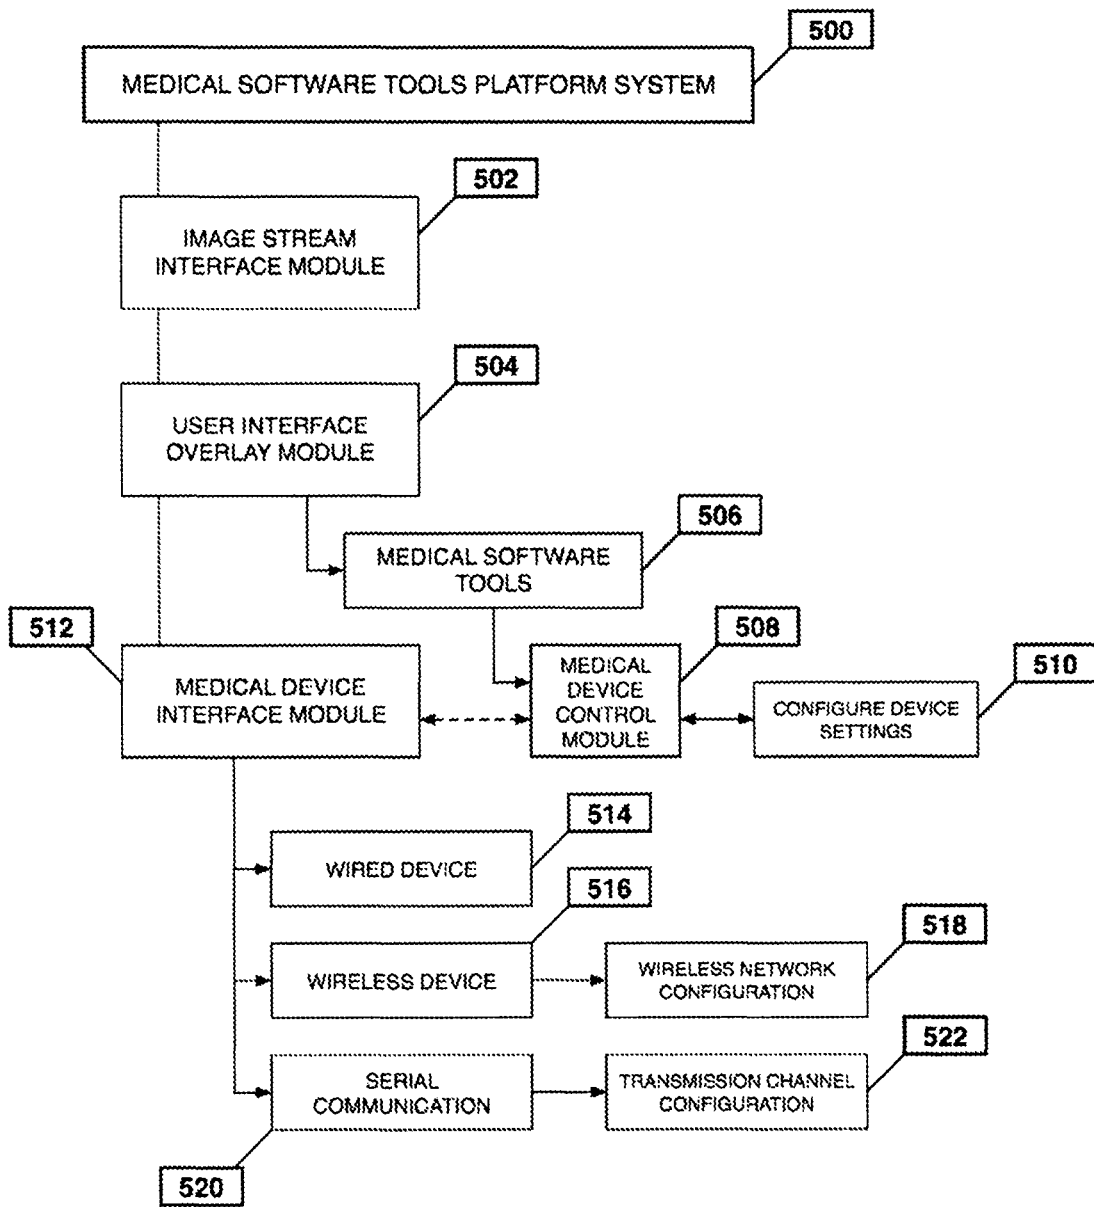 500
MEDICAL SOFTWARE TOOLS PLATFORM SYSTEM
502
IMAGE STREAM
INTERFACE MODULE
504
USER INTERFACE
OVERLAY MODULE
506
MEDICAL SOFTWARE
TOOLS
512
MEDICAL DEVICE
INTERFACE MODULE
508
MEDICAL
DEVICE
CONTROL
MODULE
510
CONFIGURE DEVICE
SETTINGS
514
WIRED DEVICE
516
WIRELESS DEVICE
518
WIRELESS NETWORK
CONFIGURATION
520
SERIAL
COMMUNICATION
522
TRANSMISSION CHANNEL
CONFIGURATION